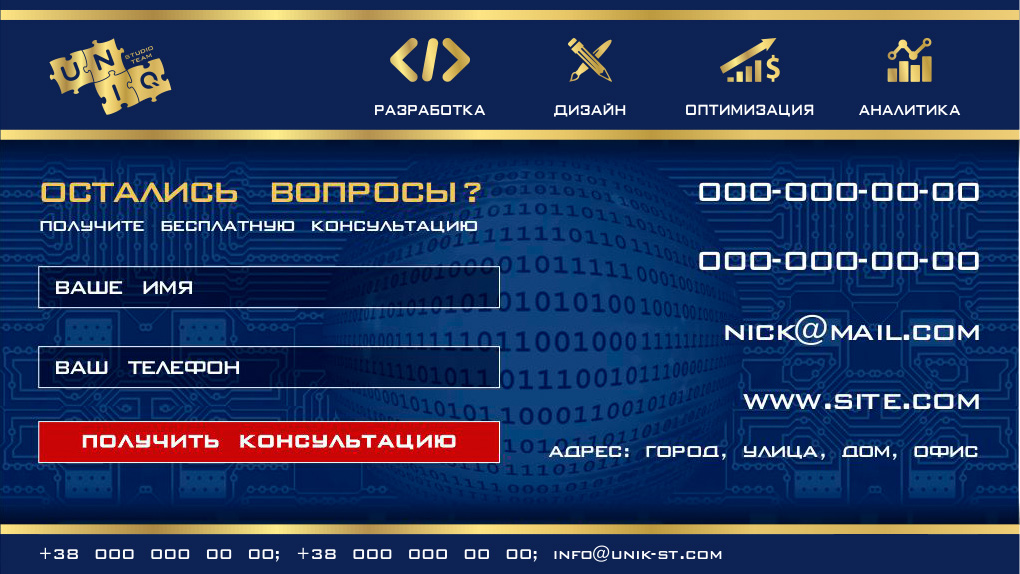 UNIQ
STUDIO
TEAM
РАЗРАБОТКА
ДИЗАЙН
ОПТИМИЗАЦИЯ
АНАЛИТИКА
ОСТАЛИСЬ ВОПРОСЫ?
ПОЛУЧИТЕ БЕСПЛАТНУЮ КОНСУЛЬТАЦИЮ
ВАШЕ ИМЯ
ВАШ ТЕЛЕФОН
ПОЛУЧИТЬ КОНСУЛЬТАЦИЮ
000-000-00-00
000-000-00-00
NICK@MAIL.COM
WWW.SITE.COM
АДРЕС: ГОРОД, УЛИЦА, ДОМ, ОФИС
+38 000 000 00 00; +38 000 000 00 00; INFO@UNIK-ST.COM